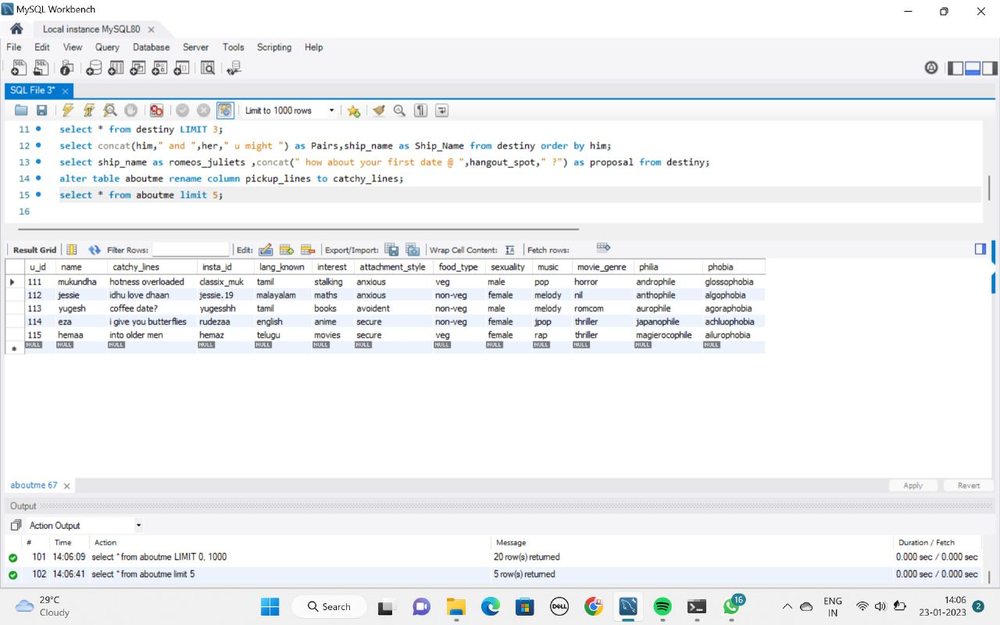 MySQL Workbench
Local instance MySQL80
File Edit View Query Database Server Tools Scripting Help
SQL File 3*
Limit to 1000 rows
11 select * from destiny LIMIT 3;
12 select concat(him," and ",her," u might ") as Pairs,ship_name as Ship_Name from destiny order by him;
13 select ship_name as romeos_juliets ,concat(" how about your first date @ ",hangout_spot," ?") as proposal from destiny;
14 alter table aboutme rename column pickup_lines to catchy_lines;
15 select * from aboutme limit 5;
16
Result Grid Filter Rows: Edit: Export/Import: Wrap Cell Content: Fetch rows:
u_id name catchy_lines insta_id lang_known interest attachment_style food_type sexuality music movie_genre philia phobia
111 mukundha hotness overloaded classix_muk tamil stalking anxious veg male pop horror androphile glossophobia
112 jessie idhu love dhaan jessie.19 malayalam maths anxious non-veg female melody nil anthophile algophobia
113 yugesh coffee date? yugesshh tamil books avoident non-veg male melody romcom aurophile agoraphobia
114 eza i give you butterflies rudezaa english anime secure non-veg female jpop thriller japanophile achluophobia
115 hemaa into older men hemaz telugu movies secure veg female rap thriller magierocophile ailurophobia
NULL NULL NULL NULL NULL NULL NULL NULL NULL NULL NULL NULL NULL
aboutme 67 Apply Revert
Output
Action Output
# Time Action Message Duration / Fetch
101 14:06:09 select * from aboutme LIMIT 0, 1000 20 row(s) returned 0.000 sec / 0.000 sec
102 14:06:41 select * from aboutme limit 5 5 row(s) returned 0.000 sec / 0.000 sec
29°C
Cloudy
Search
DELL
16
ENG
IN
14:06
23-01-2023
2